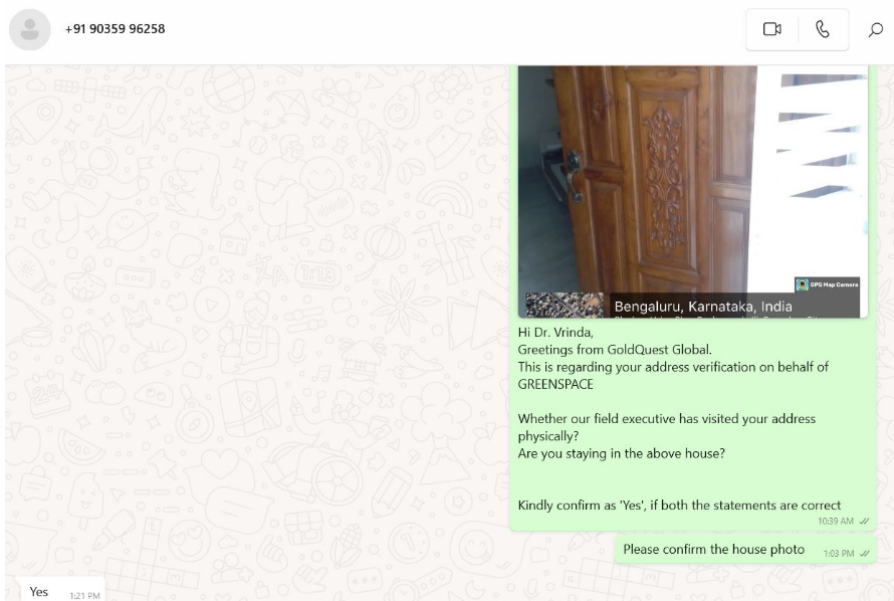 +91 90359 96258
GPS Map Camera
Bengaluru, Karnataka, India
Hi Dr. Vrinda,
Greetings from GoldQuest Global.
This is regarding your address verification on behalf of
GREENSPACE
Whether our field executive has visited your address
physically?
Are you staying in the above house?
Kindly confirm as 'Yes', if both the statements are correct
10:39 AM
Please confirm the house photo 1:03 PM
Yes 1:21 PM